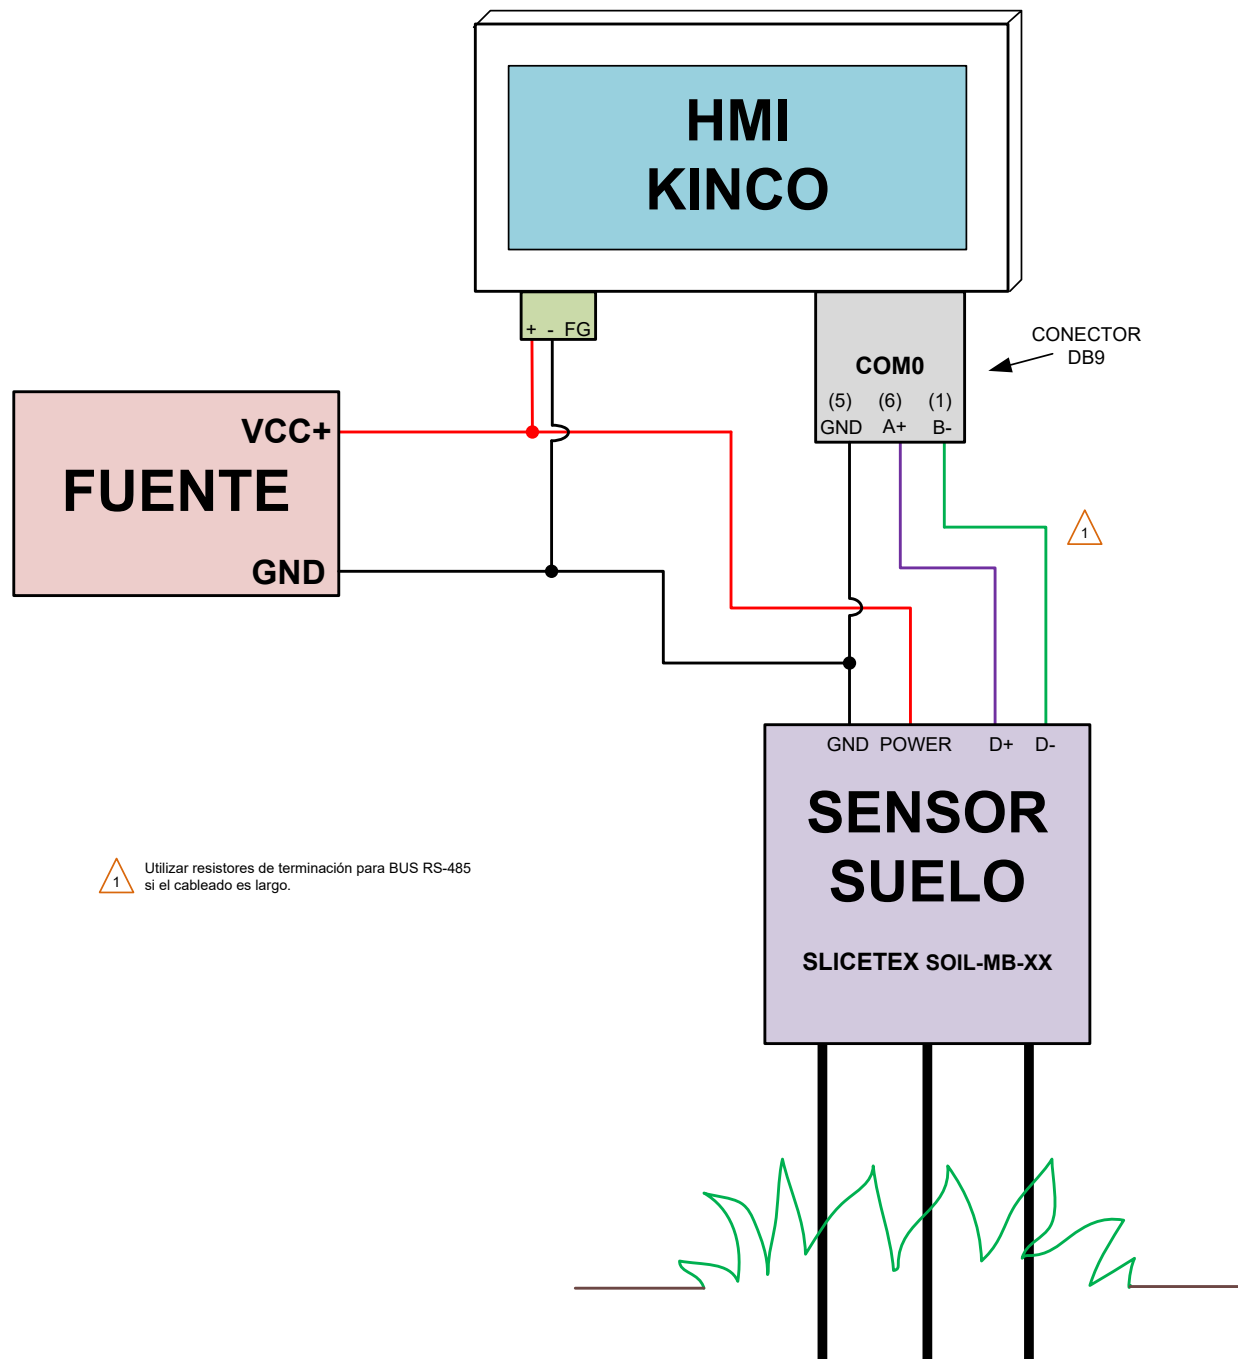 HMI
KINCO
+ - FG
CONECTOR
DB9
COM0
(5) (6) (1)
GND A+ B-
VCC+
FUENTE
GND
1
GND POWER D+ D-
SENSOR
SUELO
SLICETEX SOIL-MB-XX
1 Utilizar resistores de terminación para BUS RS-485
si el cableado es largo.